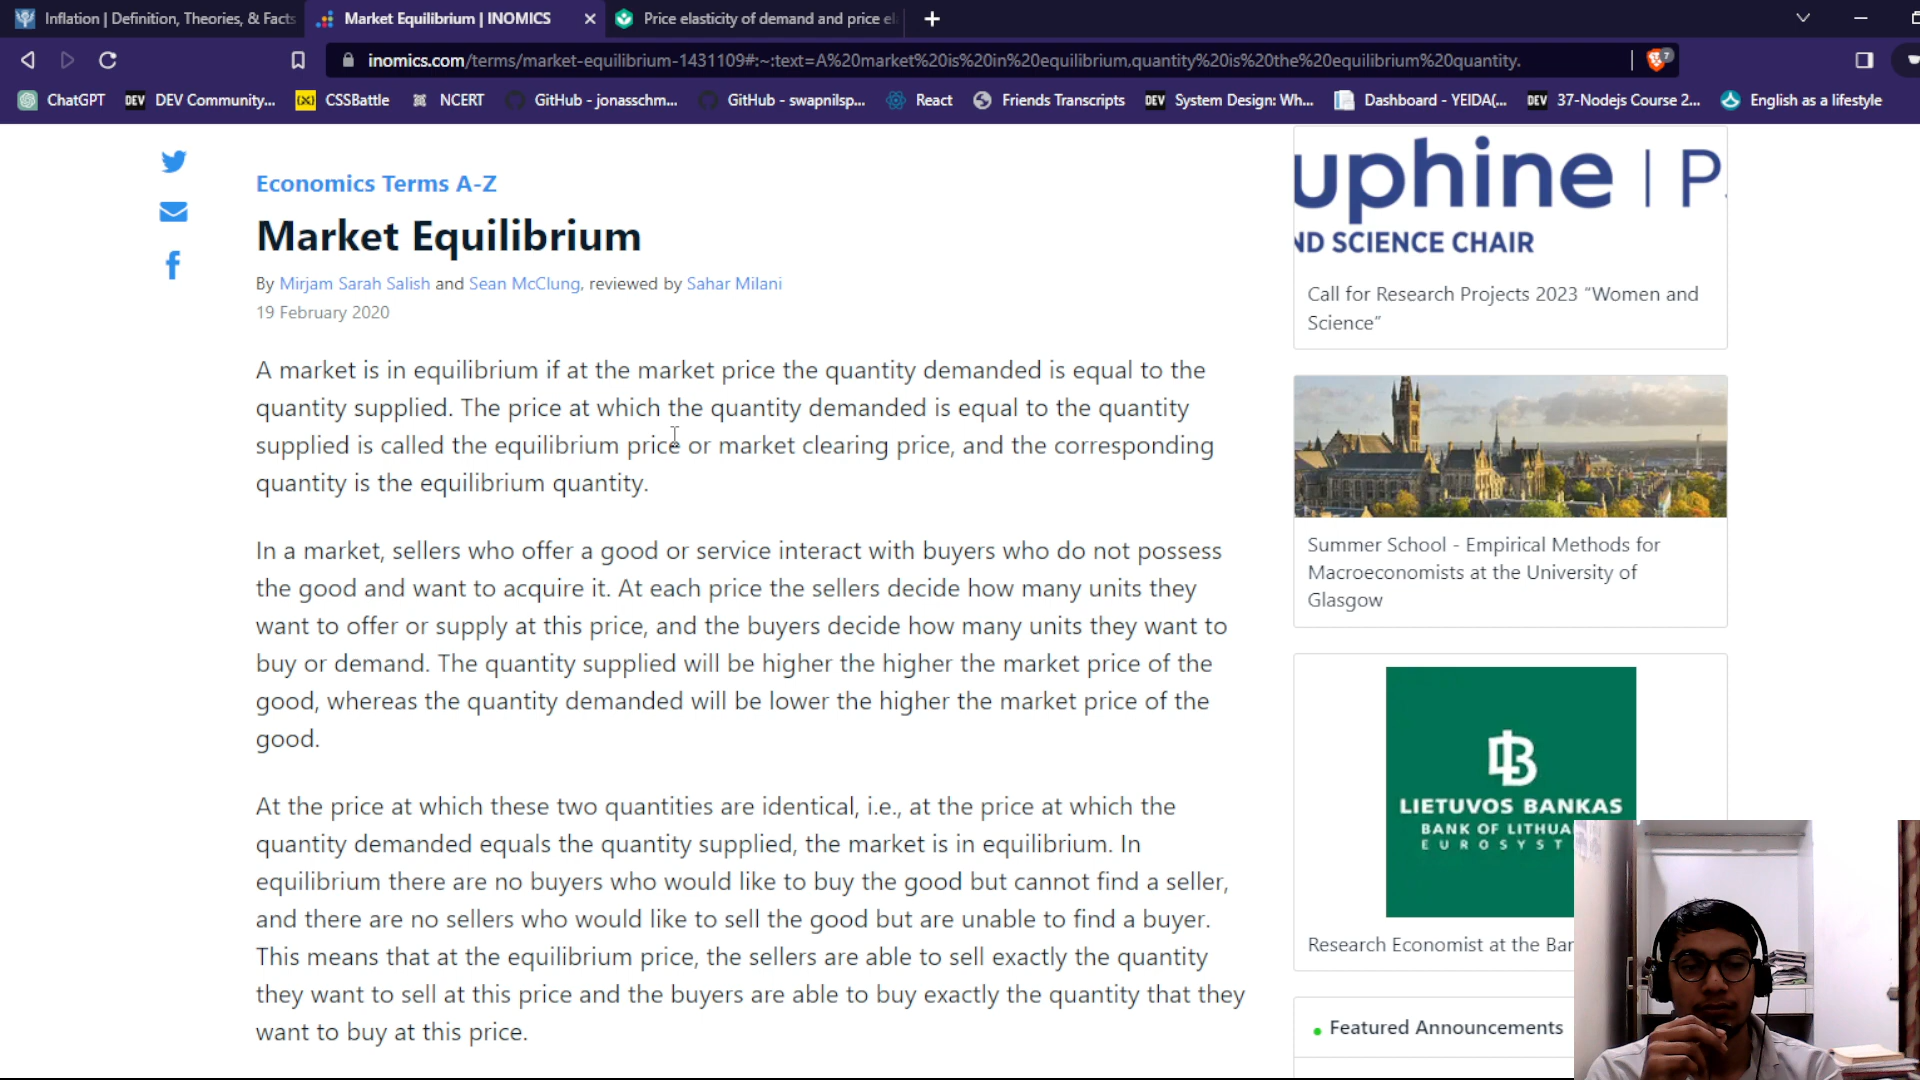 Inflation | Definition, Theories, & Facts
Market Equilibrium | INOMICS
Price elasticity of demand and price el
inomics.com/terms/market-equilibrium-1431109#:~:text=A%20market%20is%20in%20equilibrium,quantity%20is%20the%20equilibrium%20quantity.
7
ChatGPT
DEV DEV Community...
CSSBattle
NCERT
GitHub - jonasschm...
GitHub - swapnilsp...
React
Friends Transcripts
DEV System Design: Wh...
Dashboard - YEIDA(...
DEV 37-Nodejs Course 2...
English as a lifestyle
Economics Terms A-Z
Market Equilibrium
By Mirjam Sarah Salish and Sean McClung, reviewed by Sahar Milani
19 February 2020
A market is in equilibrium if at the market price the quantity demanded is equal to the
quantity supplied. The price at which the quantity demanded is equal to the quantity
supplied is called the equilibrium price or market clearing price, and the corresponding
quantity is the equilibrium quantity.
In a market, sellers who offer a good or service interact with buyers who do not possess
the good and want to acquire it. At each price the sellers decide how many units they
want to offer or supply at this price, and the buyers decide how many units they want to
buy or demand. The quantity supplied will be higher the higher the market price of the
good, whereas the quantity demanded will be lower the higher the market price of the
good.
At the price at which these two quantities are identical, i.e., at the price at which the
quantity demanded equals the quantity supplied, the market is in equilibrium. In
equilibrium there are no buyers who would like to buy the good but cannot find a seller,
and there are no sellers who would like to sell the good but are unable to find a buyer.
This means that at the equilibrium price, the sellers are able to sell exactly the quantity
they want to sell at this price and the buyers are able to buy exactly the quantity that they
want to buy at this price.
uphine | P
ND SCIENCE CHAIR
Call for Research Projects 2023 “Women and
Science”
Summer School - Empirical Methods for
Macroeconomists at the University of
Glasgow
LIETUVOS BANKAS
BANK OF LITHUA
EUROSYST
Research Economist at the Ban
Featured Announcements